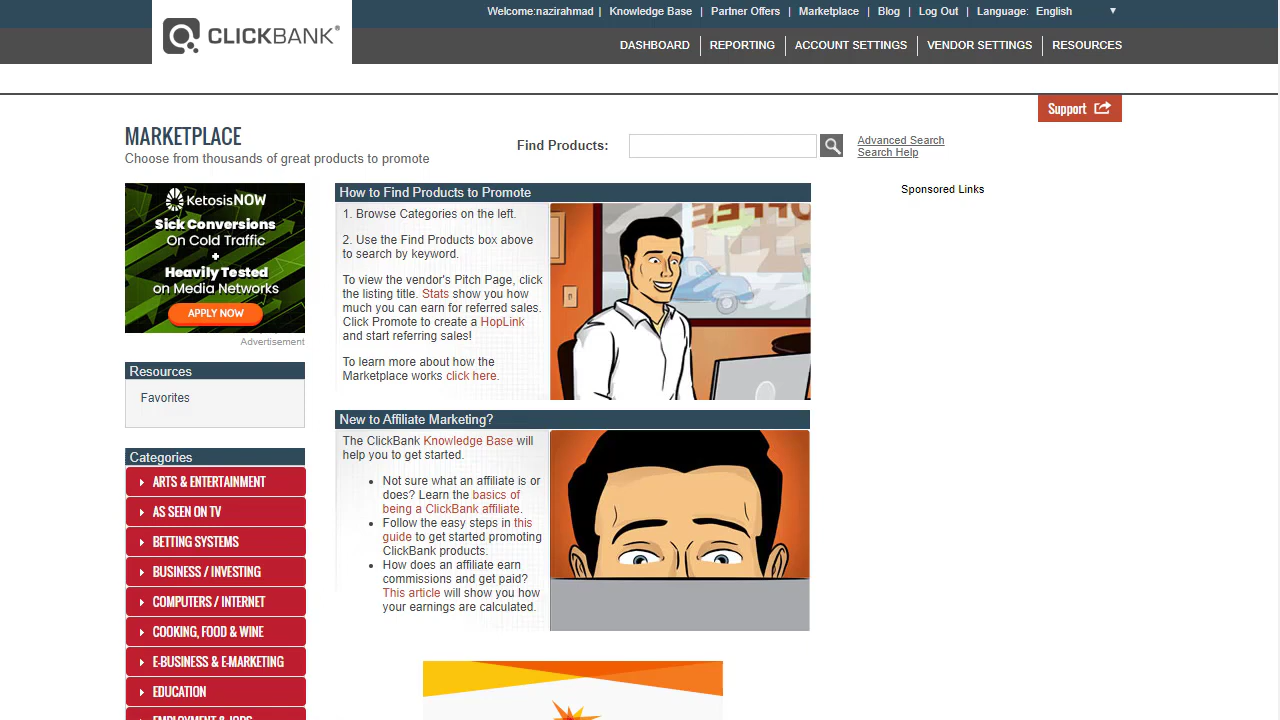 Welcome:nazirahmad | Knowledge Base | Partner Offers | Marketplace | Blog | Log Out | Language: English
CLICKBANK®
DASHBOARD | REPORTING | ACCOUNT SETTINGS | VENDOR SETTINGS | RESOURCES
Support
MARKETPLACE
Choose from thousands of great products to promote
Find Products:
Advanced Search
Search Help
KetosisNOW
Sick Conversions
On Cold Traffic
+
Heavily Tested
on Media Networks
APPLY NOW
Advertisement
Resources
Favorites
Categories
ARTS & ENTERTAINMENT
AS SEEN ON TV
BETTING SYSTEMS
BUSINESS / INVESTING
COMPUTERS / INTERNET
COOKING, FOOD & WINE
E-BUSINESS & E-MARKETING
EDUCATION
EMPLOYMENT & JOBS
How to Find Products to Promote
1. Browse Categories on the left.
2. Use the Find Products box above
to search by keyword.
To view the vendor's Pitch Page, click
the listing title. Stats show you how
much you can earn for referred sales.
Click Promote to create a HopLink
and start referring sales!
To learn more about how the
Marketplace works click here.
OFFEE
New to Affiliate Marketing?
The ClickBank Knowledge Base will
help you to get started.
• Not sure what an affiliate is or
does? Learn the basics of
being a ClickBank affiliate.
• Follow the easy steps in this
guide to get started promoting
ClickBank products.
• How does an affiliate earn
commissions and get paid?
This article will show you how
your earnings are calculated.
Sponsored Links